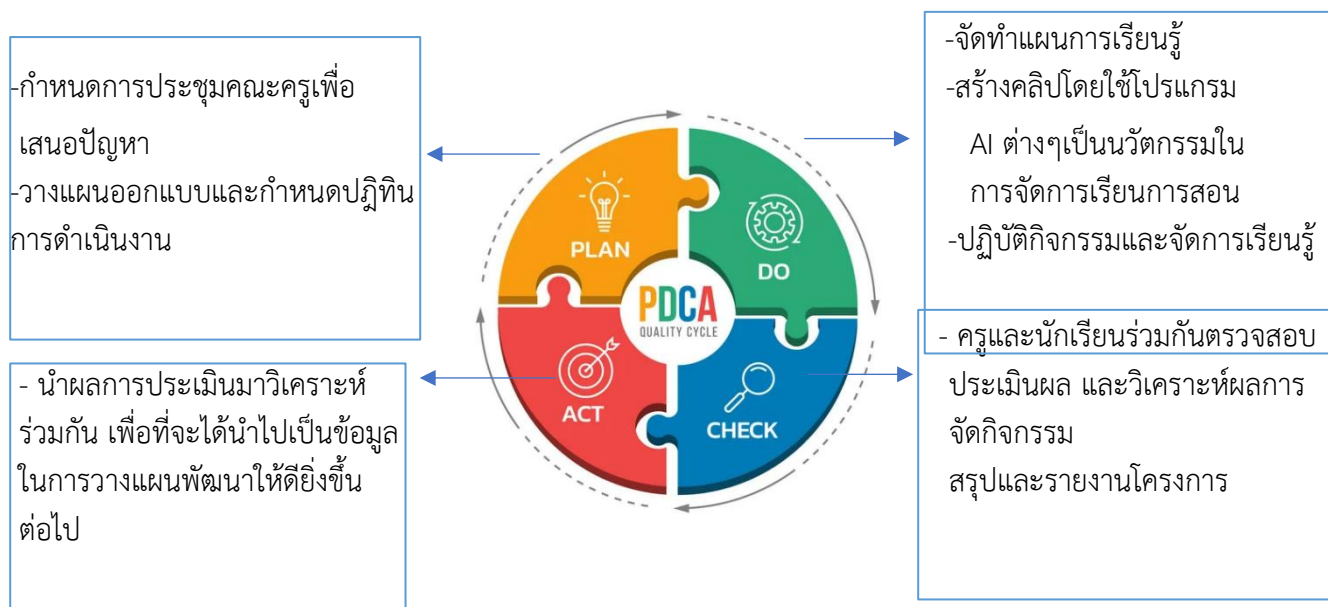 -กำหนดการประชุมคณะครูเพื่อ
เสนอปัญหา
-วางแผนออกแบบและกำหนดปฎิทิน
การดำเนินงาน
-จัดทำแผนการเรียนรู้
-สร้างคลิปโดยใช้โปรแกรม
AI ต่างๆเป็นนวัตกรรมใน
การจัดการเรียนการสอน
-ปฏิบัติกิจกรรมและจัดการเรียนรู้
PLAN
DO
PDCA
QUALITY CYCLE
ACT
CHECK
- นำผลการประเมินมาวิเคราะห์
ร่วมกัน เพื่อที่จะได้นำไปเป็นข้อมูล
ในการวางแผนพัฒนาให้ดียิ่งขึ้น
ต่อไป
- ครูและนักเรียนร่วมกันตรวจสอบ
ประเมินผล และวิเคราะห์ผลการ
จัดกิจกรรม
สรุปและรายงานโครงการ